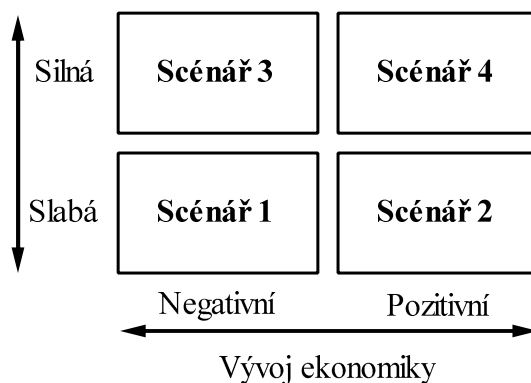 Silná Scénář 3 Scénář 4
Slabá Scénář 1 Scénář 2
Negativní Pozitivní
Vývoj ekonomiky